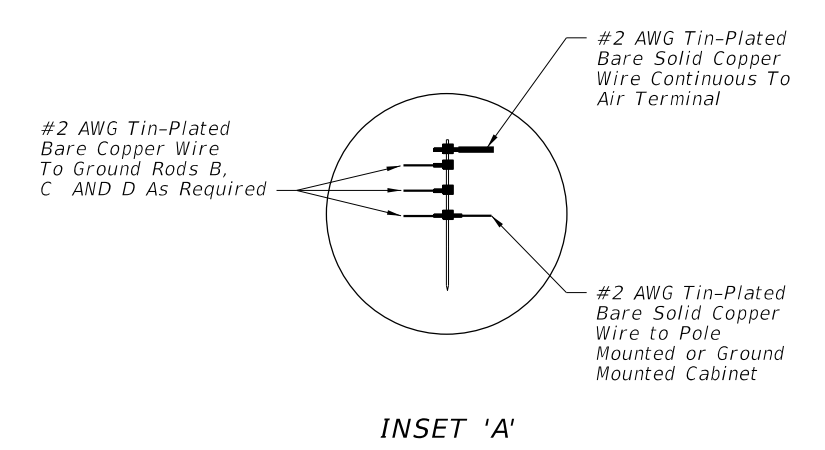 #2 AWG Tin-Plated
Bare Solid Copper
Wire Continuous To
Air Terminal
#2 AWG Tin-Plated
Bare Copper Wire
To Ground Rods B,
C AND D As Required
#2 AWG Tin-Plated
Bare Solid Copper
Wire to Pole
Mounted or Ground
Mounted Cabinet
INSET 'A'